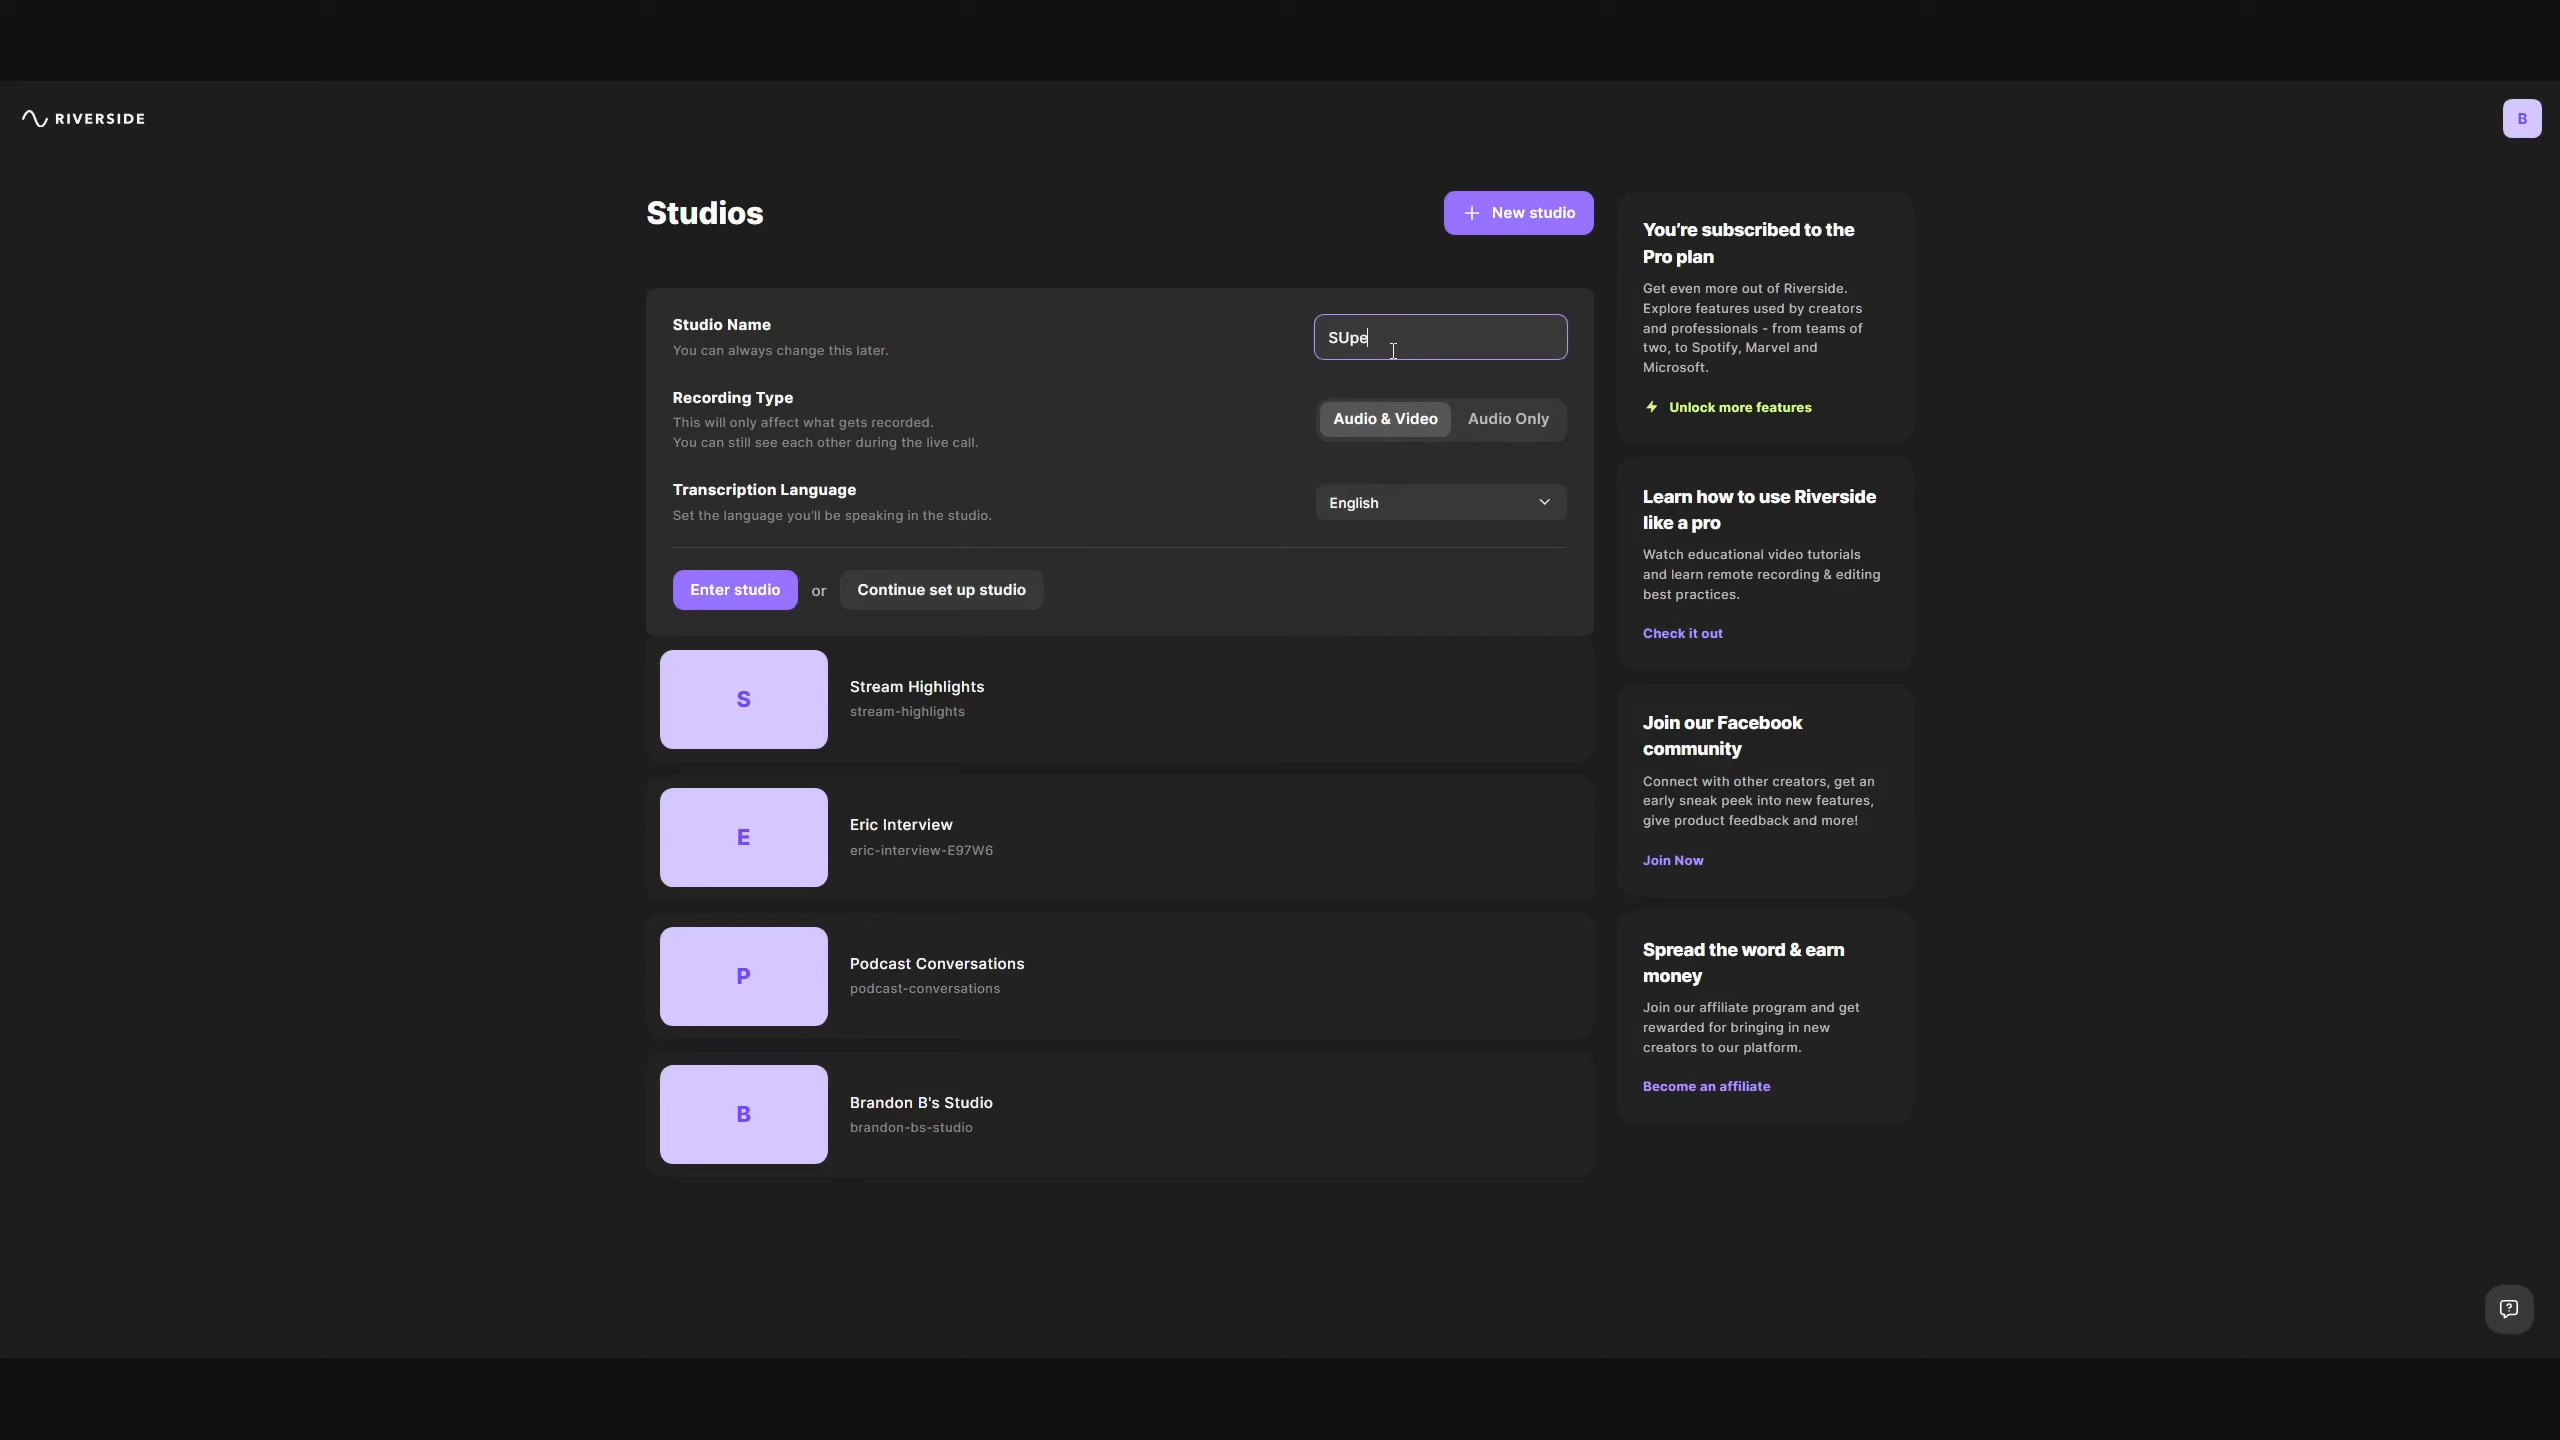 RIVERSIDE
B
Studios
New studio
Studio Name
You can always change this later.
SUpe
Recording Type
This will only affect what gets recorded.
You can still see each other during the live call.
Audio & Video
Audio Only
Transcription Language
Set the language you'll be speaking in the studio.
English
Enter studio
or
Continue set up studio
S
Stream Highlights
stream-highlights
E
Eric Interview
eric-interview-E97W6
P
Podcast Conversations
podcast-conversations
B
Brandon B's Studio
brandon-bs-studio
You're subscribed to the
Pro plan
Get even more out of Riverside.
Explore features used by creators
and professionals - from teams of
two, to Spotify, Marvel and
Microsoft.
Unlock more features
Learn how to use Riverside
like a pro
Watch educational video tutorials
and learn remote recording & editing
best practices.
Check it out
Join our Facebook
community
Connect with other creators, get an
early sneak peek into new features,
give product feedback and more!
Join Now
Spread the word & earn
money
Join our affiliate program and get
rewarded for bringing in new
creators to our platform.
Become an affiliate